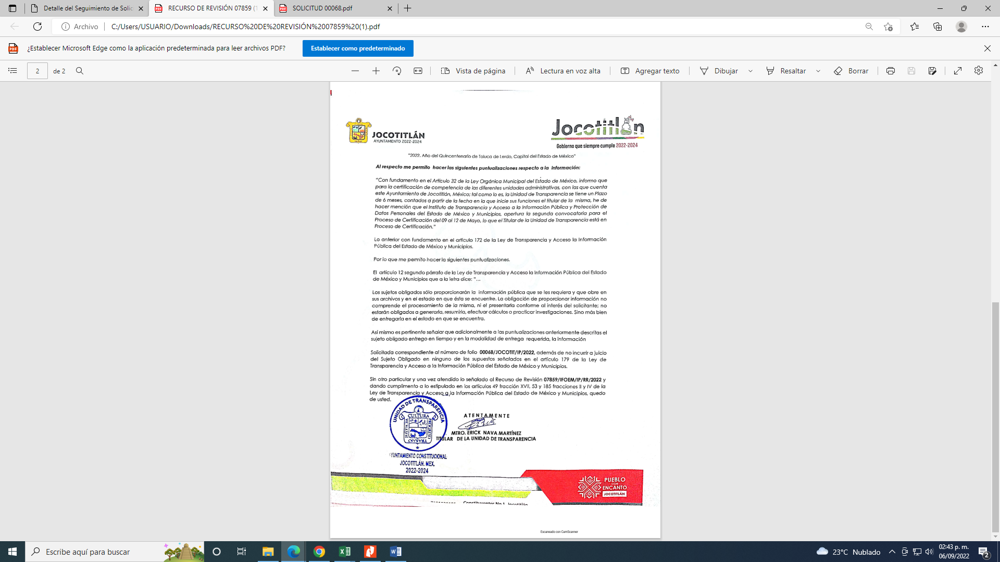 Detalle del Seguimiento de Solic
RECURSO DE REVISIÓN 07859 (1
SOLICITUD 00068.pdf
Archivo
C:/Users/USUARIO/Downloads/RECURSO%20DE%20REVISIÓN%2007859%20(1).pdf
¿Establecer Microsoft Edge como la aplicación predeterminada para leer archivos PDF?
Establecer como predeterminado
2 de 2
Vista de página
Lectura en voz alta
Agregar texto
Dibujar
Resaltar
Borrar
JOCOTITLÁN
AYUNTAMIENTO 2022-2024
Jocotitlán
Gobierno que siempre cumple 2022-2024
"2022. Año del Quincentenario de Toluca de Lerdo, Capital del Estado de México"
Al respecto me permito hacer las siguientes puntualizaciones respecto a la Información:
"Con fundamento en el Artículo 32 de la Ley Orgánica Municipal del Estado de México, informo que
para la certificación de competencia de las diferentes unidades administrativas, con las que cuenta
este Ayuntamiento de Jocotitlán, México; tal como lo es, la Unidad de Transparencia se tiene un Plazo
de 6 meses, contados a partir de la fecha en la que inicie sus funciones el titular de la misma, he de
hacer mención que el Instituto de Transparencia y Acceso a la Información Pública y Protección de
Datos Personales del Estado de México y Municipios, apertura la segunda convocatoria para el
Proceso de Certificación del 09 al 12 de Mayo, lo que el Titular de la Unidad de Transparencia está en
Proceso de Certificación."
Lo anterior con fundamento en el artículo 172 de la Ley de Transparencia y Acceso la Información
Pública del Estado de México y Municipios.
Por lo que me permito hacer la siguientes puntualizaciones.
El artículo 12 segundo párrafo de la Ley de Transparencia y Acceso la Información Pública del Estado
de México y Municipios que a la letra dice: "...
Los sujetos obligados sólo proporcionarán la información pública que se les requiera y que obre en
sus archivos y en el estado en que ésta se encuentre. La obligación de proporcionar información no
comprende el procesamiento de la misma, ni el presentarla conforme al interés del solicitante; no
estarán obligados a generarla, resumirla, efectuar cálculos o practicar investigaciones. Sino más bien
de entregarla en el estado en que se encuentra.
Así mismo es pertinente señalar que adicionalmente a las puntualizaciones anteriormente descritas el
sujeto obligado entrego en tiempo y en la modalidad de entrega requerida, la información
Solicitada correspondiente al número de folio 00068/JOCOTIT/IP/2022, además de no incurrir a juicio
del Sujeto Obligado en ninguno de los supuestos señalados en el artículo 179 de la Ley de
Transparencia y Acceso a la Información Pública del Estado de México y Municipios.
Sin otro particular y una vez atendido lo señalado al Recurso de Revisión 07859/IFOEM/IP/RR/2022 y
dando cumplimento a lo estipulado en los artículos 49 fracción XVII, 53 y 185 fracciones II y IV de la
Ley de Transparencia y Acceso a la Información Pública del Estado de México y Municipios, quedo
de usted.
UNIDAD DE TRANSPARENCIA
CULTURA
JUSTICIA
PROGRESO
TRABAJO
ATENTAMENTE
MTRO. ERICK NAVA MARTÍNEZ
TITULAR DE LA UNIDAD DE TRANSPARENCIA
YUNTAMIENTO CONSTITUCIONAL
JOCOTITLÁN. MEX.
2022-2024
PUEBLO
CON
ENCANTO
JOCOTITLÁN
Constituyentes No.1, Jocotitlán
Escaneado con CamScanner
Escribe aquí para buscar
23°C Nublado
02:43 p. m.
06/09/2022
2